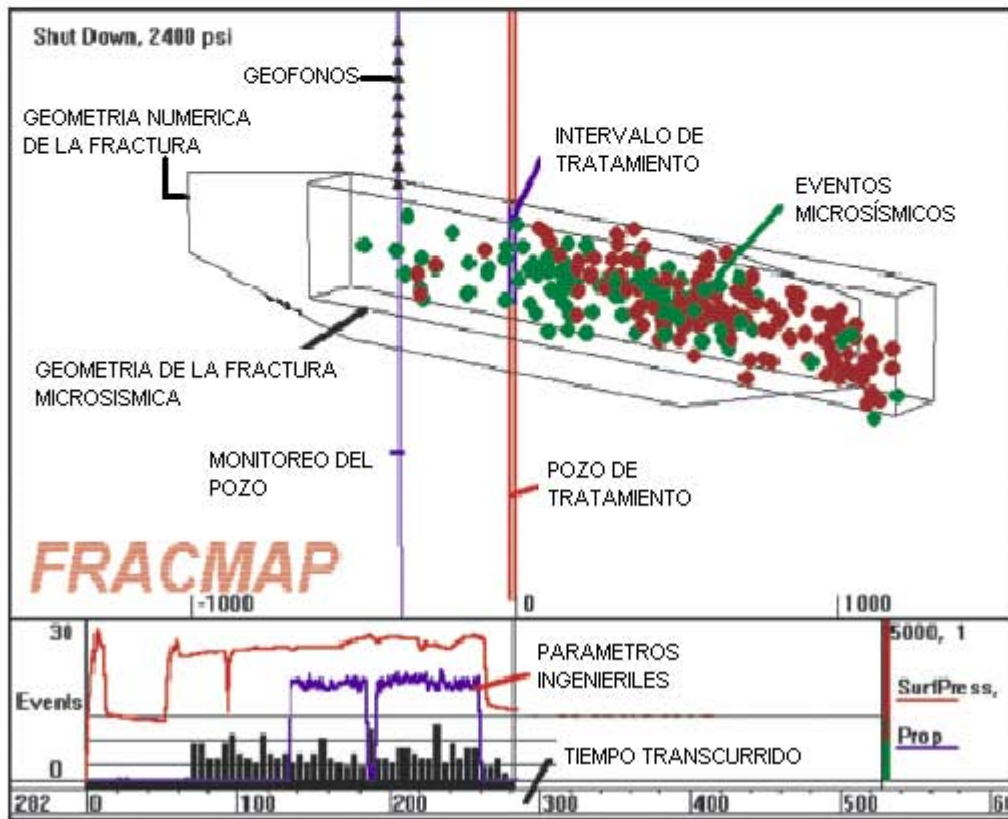 Shut Down, 2400 psi
GEOFONOS
GEOMETRIA NUMERICA
DE LA FRACTURA
INTERVALO DE
TRATAMIENTO
EVENTOS
MICROSÍSMICOS
GEOMETRIA DE LA FRACTURA
MICROSISMICA
MONITOREO DEL
POZO
POZO DE
TRATAMIENTO
FRACMAP
-1000 0 1000
30
Events
0
PARAMETROS
INGENIERILES
TIEMPO TRANSCURRIDO
5000, 1
SurfPress,
Prop
282 0 100 200 300 400 500